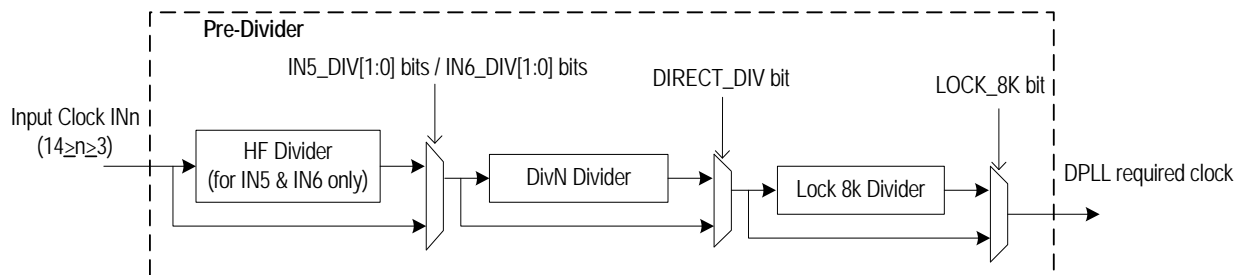 Pre-Divider
IN5_DIV[1:0] bits / IN6_DIV[1:0] bits
DIRECT_DIV bit
LOCK_8K bit
Input Clock INn
(14≥n≥3)
HF Divider
(for IN5 & IN6 only)
DivN Divider
Lock 8k Divider
DPLL required clock